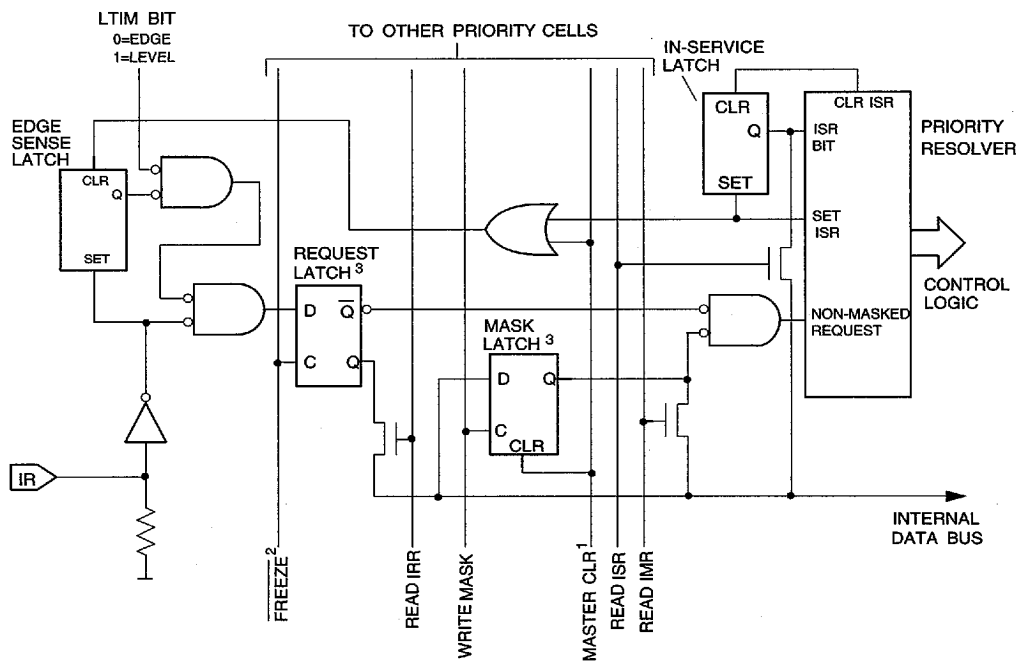 LTIM BIT
0=EDGE
1=LEVEL
TO OTHER PRIORITY CELLS
IN-SERVICE
LATCH
CLR
Q
SET
CLR ISR
ISR
BIT
SET
ISR
NON-MASKED
REQUEST
PRIORITY
RESOLVER
CONTROL
LOGIC
EDGE
SENSE
LATCH
CLR
Q
SET
REQUEST
LATCH 3
D
Q
C
Q
MASK
LATCH 3
D
Q
C
CLR
IR
INTERNAL
DATA BUS
FREEZE 2
READ IRR
WRITE MASK
MASTER CLR 1
READ ISR
READ IMR